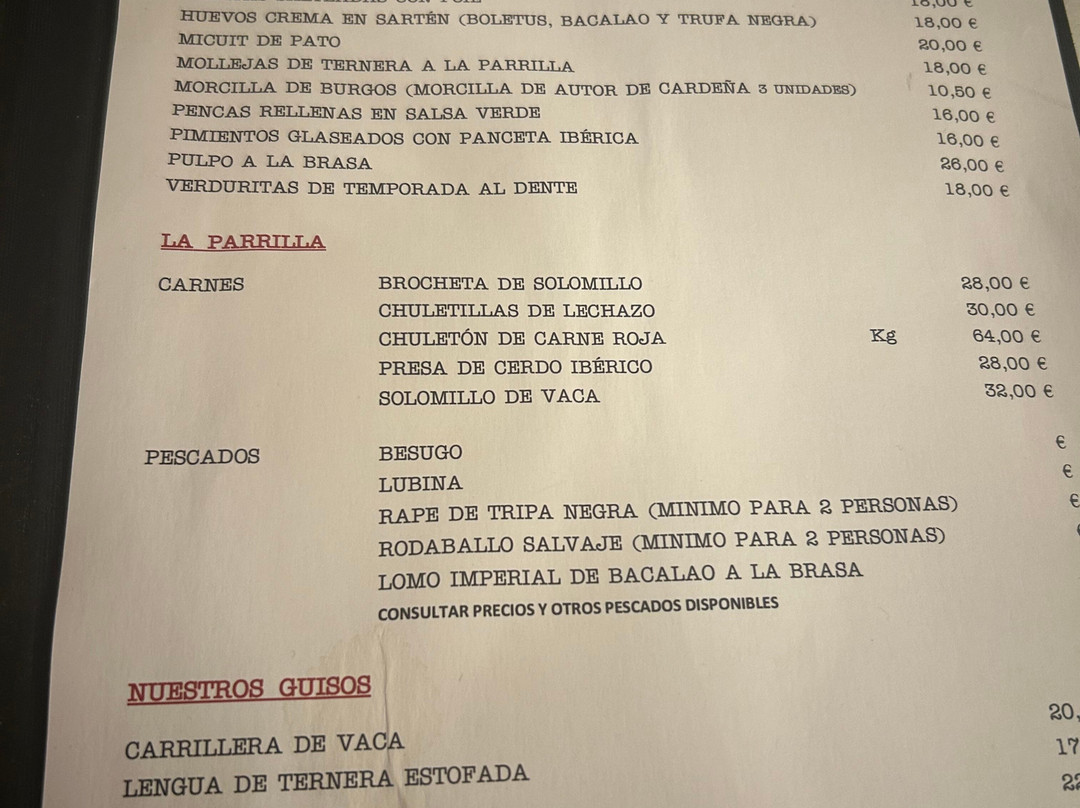 18,00 €
HUEVOS CREMA EN SARTÉN (BOLETUS, BACALAO Y TRUFA NEGRA) 18,00 €
MICUIT DE PATO 20,00 €
MOLLEJAS DE TERNERA A LA PARRILLA 18,00 €
MORCILLA DE BURGOS (MORCILLA DE AUTOR DE CARDEÑA 3 UNIDADES) 10,50 €
PENCAS RELLENAS EN SALSA VERDE 16,00 €
PIMIENTOS GLASEADOS CON PANCETA IBÉRICA 16,00 €
PULPO A LA BRASA 26,00 €
VERDURITAS DE TEMPORADA AL DENTE 18,00 €
LA PARRILLA
CARNES BROCHETA DE SOLOMILLO 28,00 €
CHULETILLAS DE LECHAZO 30,00 €
CHULETÓN DE CARNE ROJA Kg 64,00 €
PRESA DE CERDO IBÉRICO 28,00 €
SOLOMILLO DE VACA 32,00 €
PESCADOS BESUGO €
LUBINA €
RAPE DE TRIPA NEGRA (MINIMO PARA 2 PERSONAS) €
RODABALLO SALVAJE (MINIMO PARA 2 PERSONAS)
LOMO IMPERIAL DE BACALAO A LA BRASA
CONSULTAR PRECIOS Y OTROS PESCADOS DISPONIBLES
NUESTROS GUISOS
CARRILLERA DE VACA 20,
LENGUA DE TERNERA ESTOFADA 17
22